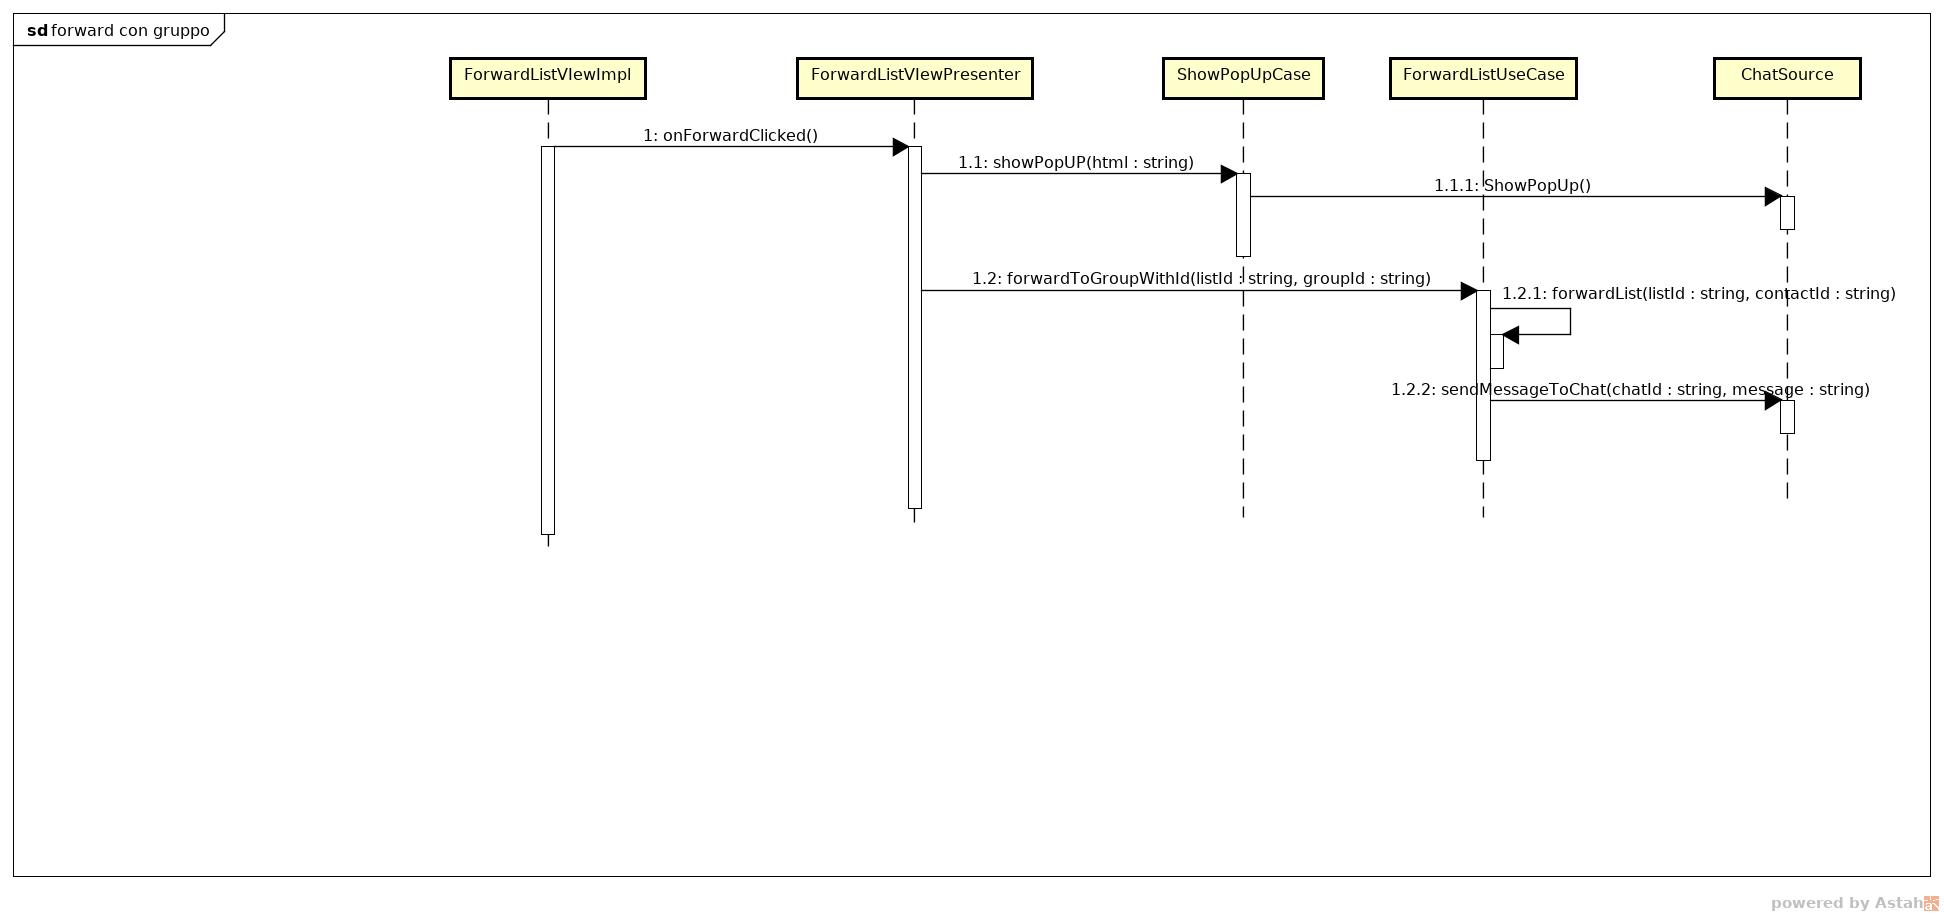 sd forward con gruppo
ForwardListVIewImpl
ForwardListVIewPresenter
ShowPopUpCase
ForwardListUseCase
ChatSource
1: onForwardClicked()
1.1: showPopUP(html : string)
1.1.1: ShowPopUp()
1.2: forwardToGroupWithId(listId : string, groupId : string)
1.2.1: forwardList(listId : string, contactId : string)
1.2.2: sendMessageToChat(chatId : string, message : string)
powered by Astah